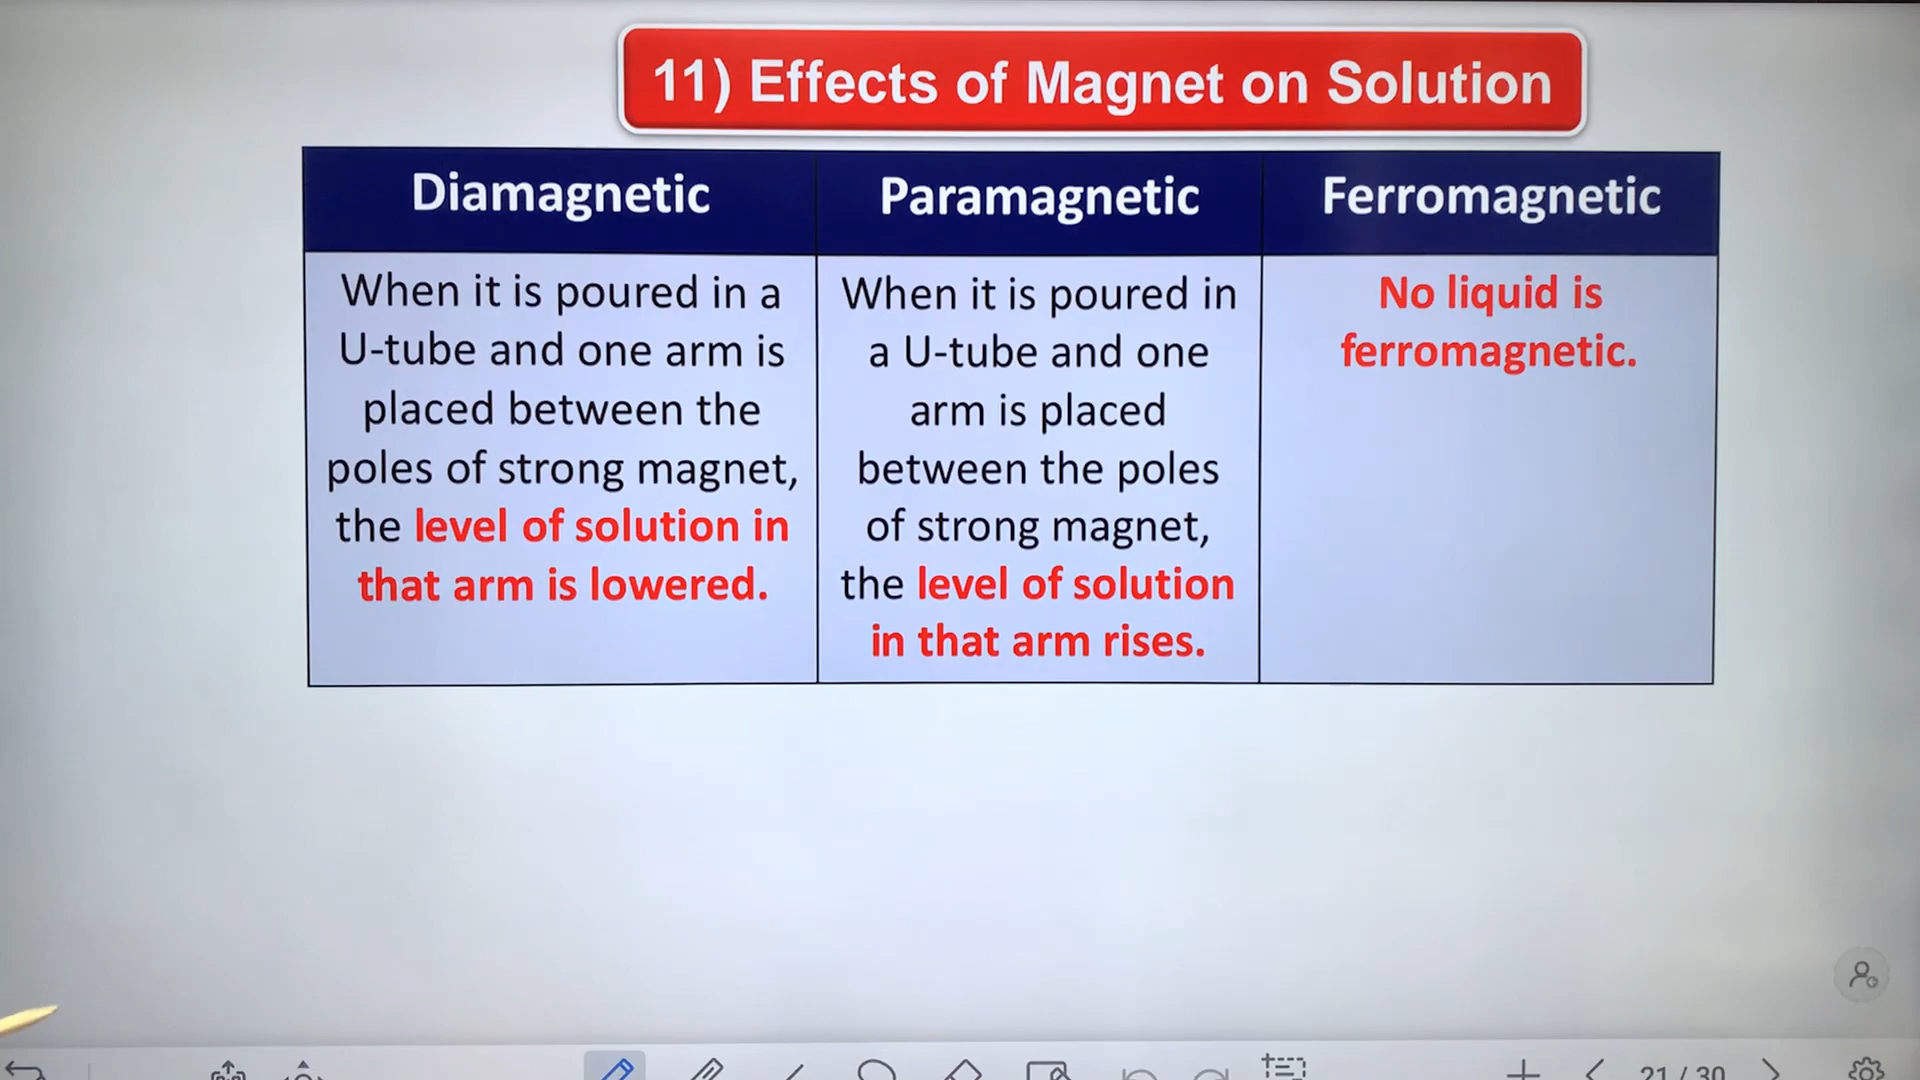 11) Effects of Magnet on Solution
Diamagnetic
Paramagnetic
Ferromagnetic
When it is poured in a
U-tube and one arm is
placed between the
poles of strong magnet,
the level of solution in
that arm is lowered.
When it is poured in
a U-tube and one
arm is placed
between the poles
of strong magnet,
the level of solution
in that arm rises.
No liquid is
ferromagnetic.
21 / 30